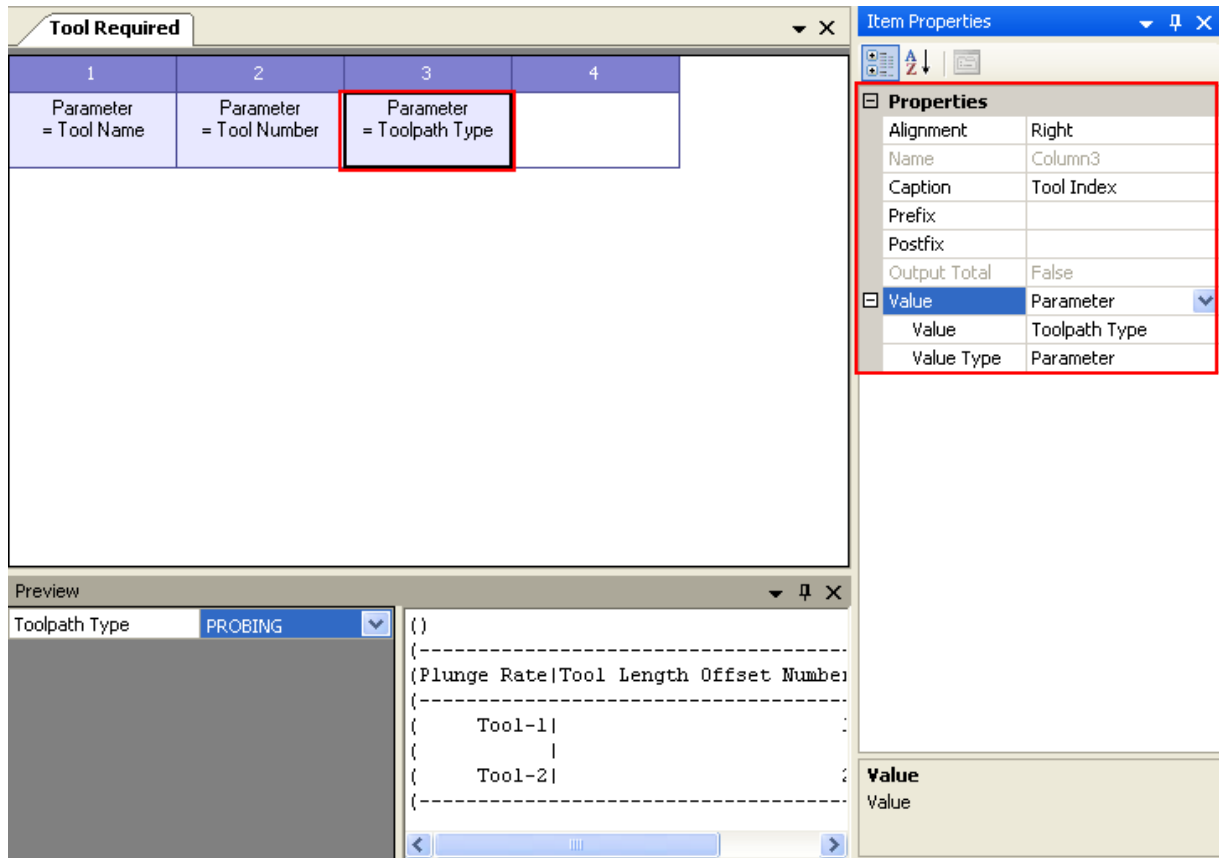 Tool Required
1 2 3 4
Parameter = Tool Name
Parameter = Tool Number
Parameter = Toolpath Type
Item Properties
Properties
Alignment Right
Name Column3
Caption Tool Index
Prefix
Postfix
Output Total False
Value Parameter
Value Toolpath Type
Value Type Parameter
Value
Value
Preview
Toolpath Type PROBING
()
(------------------------------------
(Plunge Rate|Tool Length Offset Number
(------------------------------------
( Tool-1|
( |
( Tool-2| 2
(------------------------------------